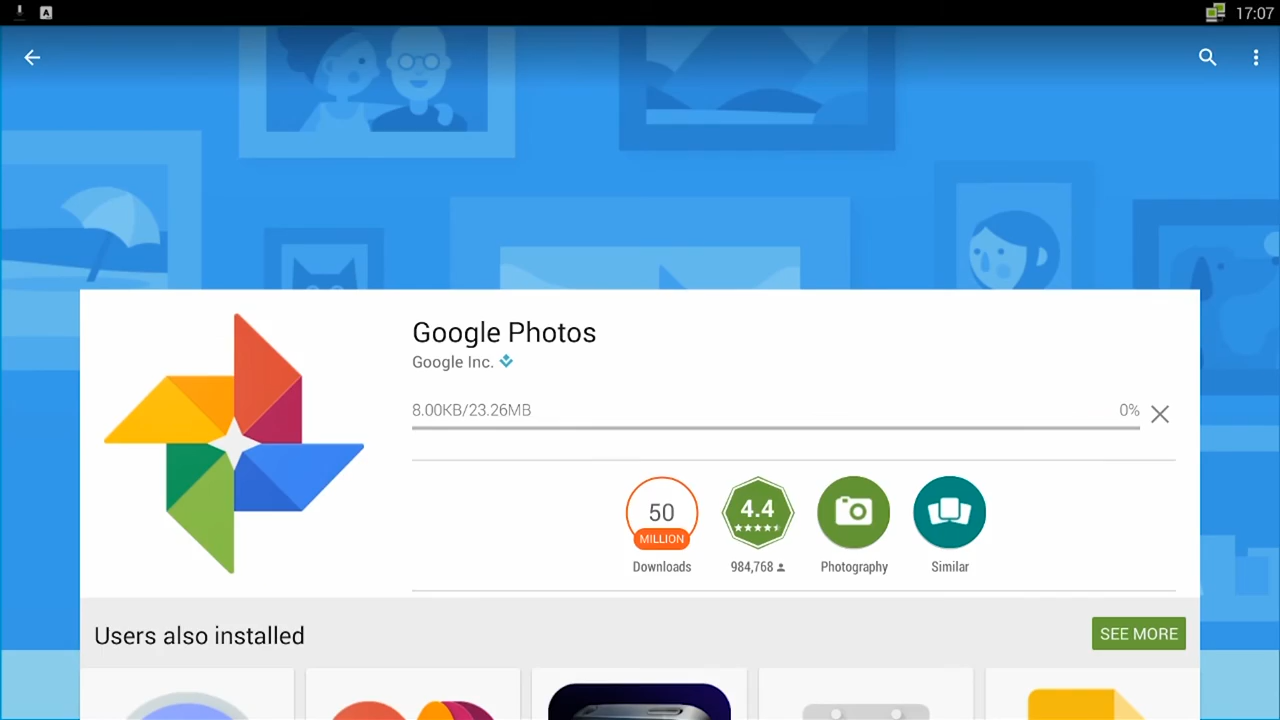 A
17:07
Google Photos
Google Inc.
8.00KB/23.26MB 0%
50 MILLION
4.4
Downloads 984,768 Photography Similar
Users also installed SEE MORE